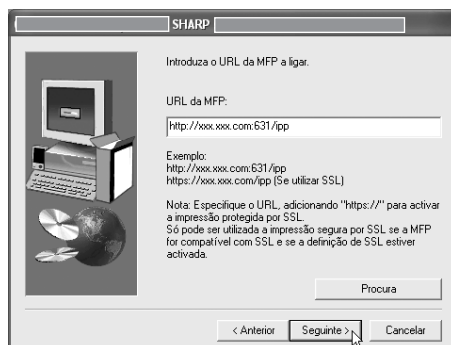 SHARP
Introduza o URL da MFP a ligar.
URL da MFP:
http://xxx.xxx.com:631/ipp
Exemplo:
http://xxx.xxx.com:631/ipp
https://xxx.xxx.com/ipp (Se utilizar SSL)
Nota: Especifique o URL, adicionando "https://" para activar
a impressão protegida por SSL.
Só pode ser utilizada a impressão segura por SSL se a MFP
for compatível com SSL e se a definição de SSL estiver
activada.
Procura
< Anterior
Seguinte >
Cancelar